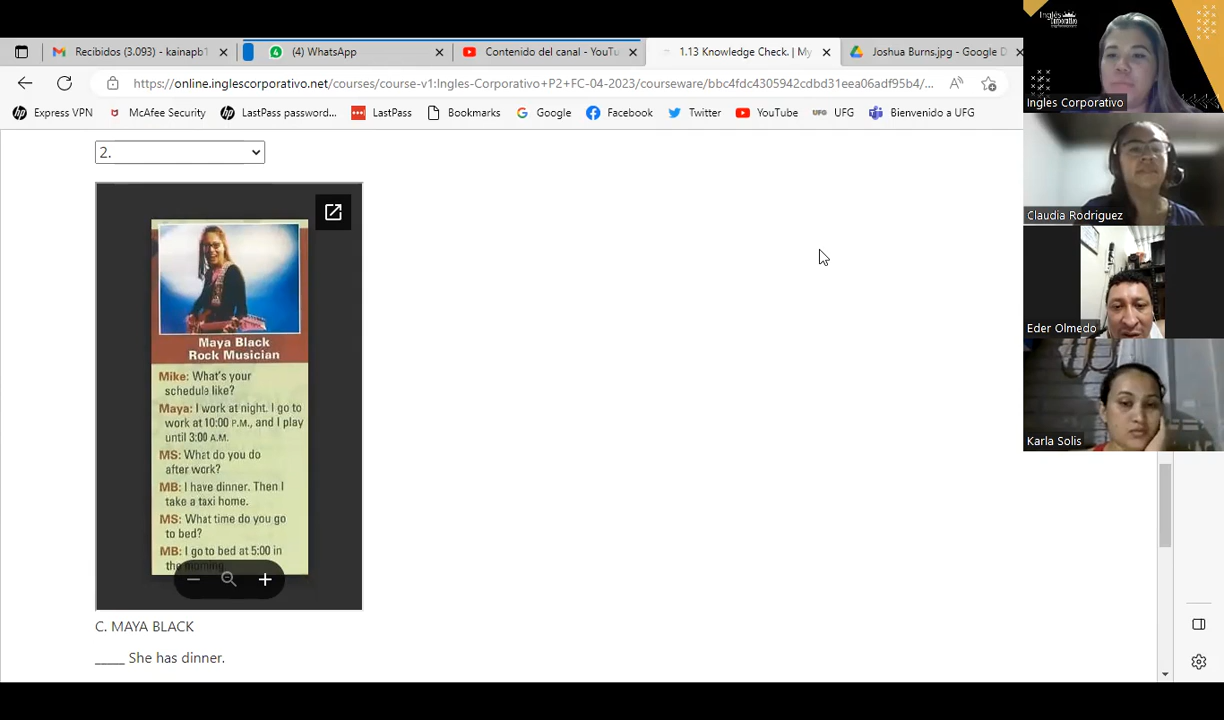 Recibidos (3.093) - kainapb1
(4) WhatsApp
Contenido del canal - YouTu
1.13 Knowledge Check. | My
Joshua Burns.jpg - Google D
https://online.inglescorporativo.net/courses/course-v1:Ingles-Corporativo+P2+FC-04-2023/courseware/bbc4fdc4305942cdbd31eea06adf95b4/...
Express VPN
McAfee Security
LastPass password...
LastPass
Bookmarks
Google
Facebook
Twitter
YouTube
UFG
Bienvenido a UFG
2.
Maya Black
Rock Musician
Mike: What's your
schedule like?
Maya: I work at night. I go to
work at 10:00 P.M., and I play
until 3:00 A.M.
MS: What do you do
after work?
MB: I have dinner. Then I
take a taxi home.
MS: What time do you go
to bed?
MB: I go to bed at 5:00 in
the morning
C. MAYA BLACK
_____ She has dinner.
Inglés
Corporativo
Ingles Corporativo
Claudia Rodriguez
Eder Olmedo
Karla Solis